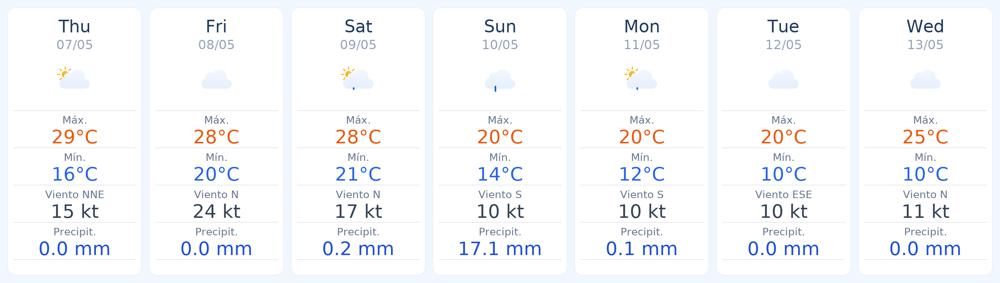 Thu
07/05
Máx.
29°C
Mín.
16°C
Viento NNE
15 kt
Precipit.
0.0 mm
Fri
08/05
Máx.
28°C
Mín.
20°C
Viento N
24 kt
Precipit.
0.0 mm
Sat
09/05
Máx.
28°C
Mín.
21°C
Viento N
17 kt
Precipit.
0.2 mm
Sun
10/05
Máx.
20°C
Mín.
14°C
Viento S
10 kt
Precipit.
17.1 mm
Mon
11/05
Máx.
20°C
Mín.
12°C
Viento S
10 kt
Precipit.
0.1 mm
Tue
12/05
Máx.
20°C
Mín.
10°C
Viento ESE
10 kt
Precipit.
0.0 mm
Wed
13/05
Máx.
25°C
Mín.
10°C
Viento N
11 kt
Precipit.
0.0 mm